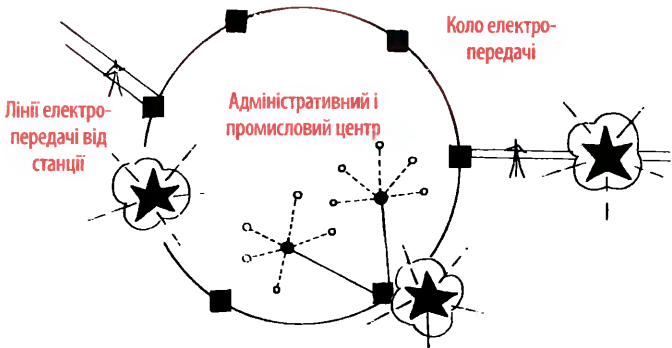 Коло електро-
передачі
Лінії електро-
передачі від
станції
Адміністративний і
промисловий центр